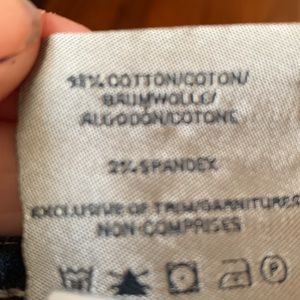 98% COTTON/COTON/
BAUMWOLLE/
ALGODON/COTONE
2% SPANDEX
EXCLUSIVE OF TRIM/GARNITURES
NON-COMPRISES